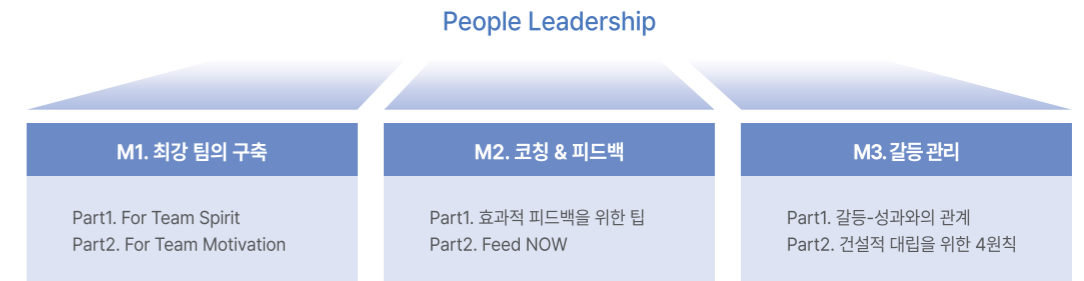 People Leadership
M1. 최강 팀의 구축
Part1. For Team Spirit
Part2. For Team Motivation
M2. 코칭 & 피드백
Part1. 효과적 피드백을 위한 팁
Part2. Feed NOW
M3. 갈등 관리
Part1. 갈등-성과와의 관계
Part2. 건설적 대립을 위한 4원칙